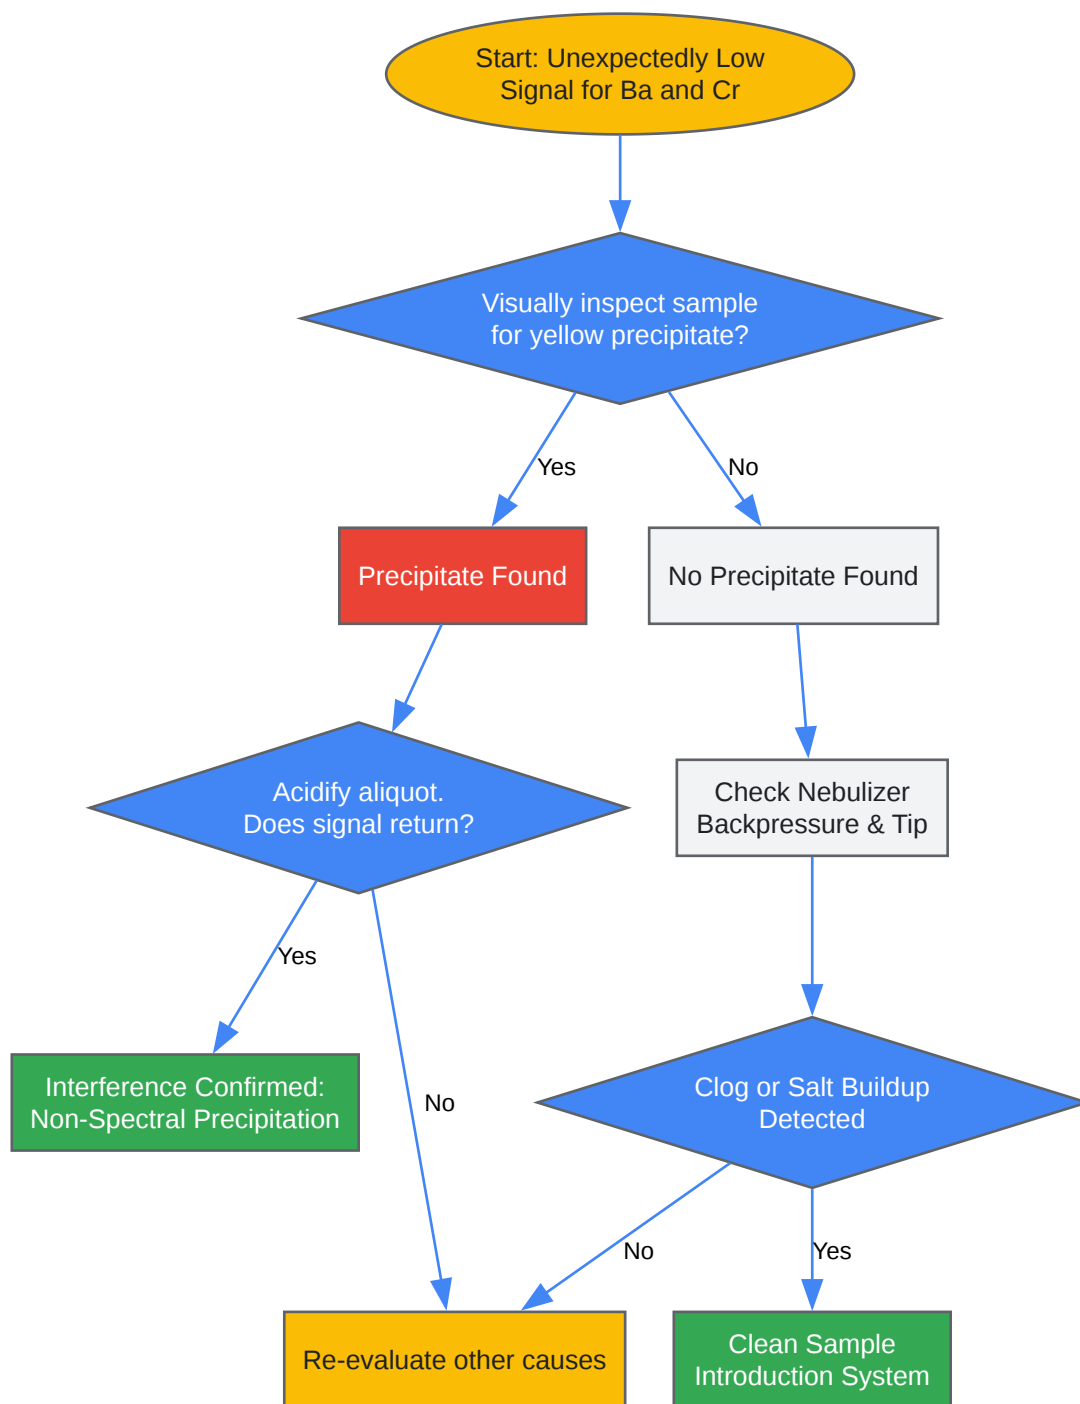 Start: Unexpectedly Low
Signal for Ba and Cr
Visually inspect sample
for yellow precipitate?
Yes
No
Precipitate Found
No Precipitate Found
Acidify aliquot.
Does signal return?
Check Nebulizer
Backpressure & Tip
Yes
No
Interference Confirmed:
Non-Spectral Precipitation
Clog or Salt Buildup
Detected
No
Yes
Re-evaluate other causes
Clean Sample
Introduction System